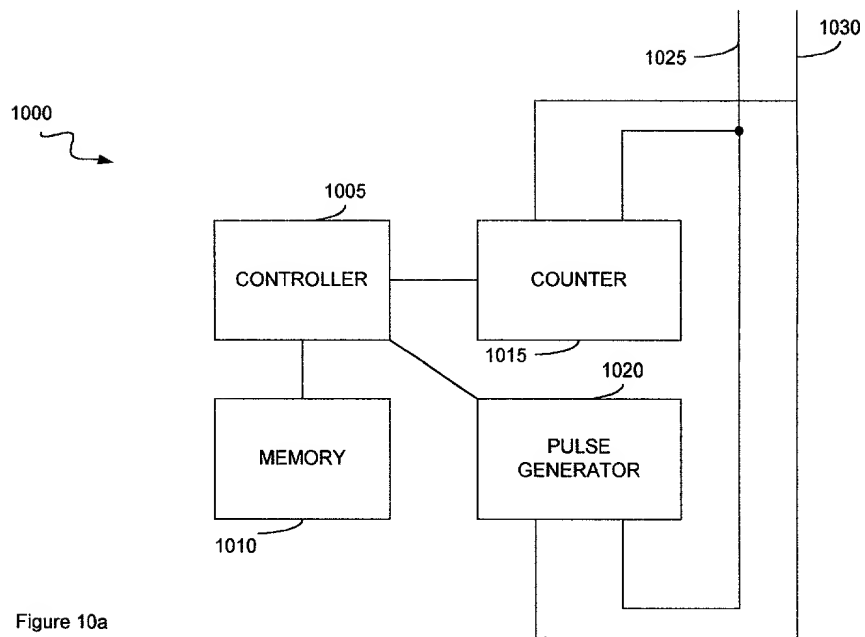 1030
1025
1000
1005
CONTROLLER
COUNTER
1015
1020
MEMORY
PULSE
GENERATOR
1010
Figure 10a